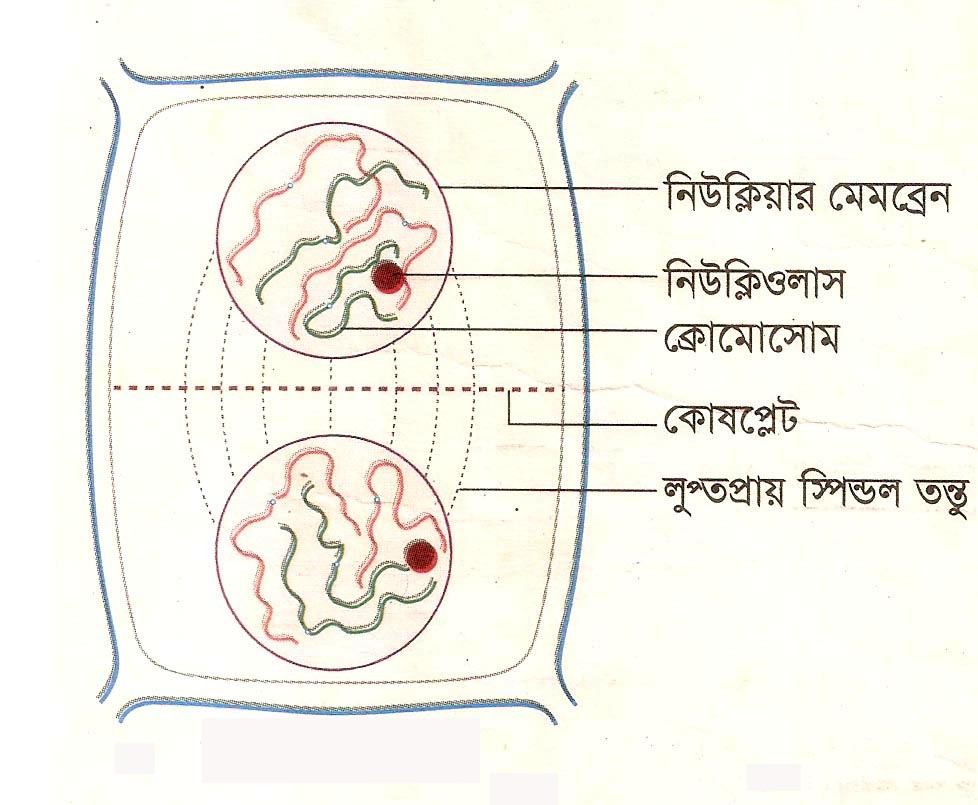 নিউক্লিয়ার মেমব্রেন
নিউক্লিওলাস
ক্রোমোসোম
কোষপ্লেট
লুপ্তপ্রায় স্পিন্ডল তন্তু